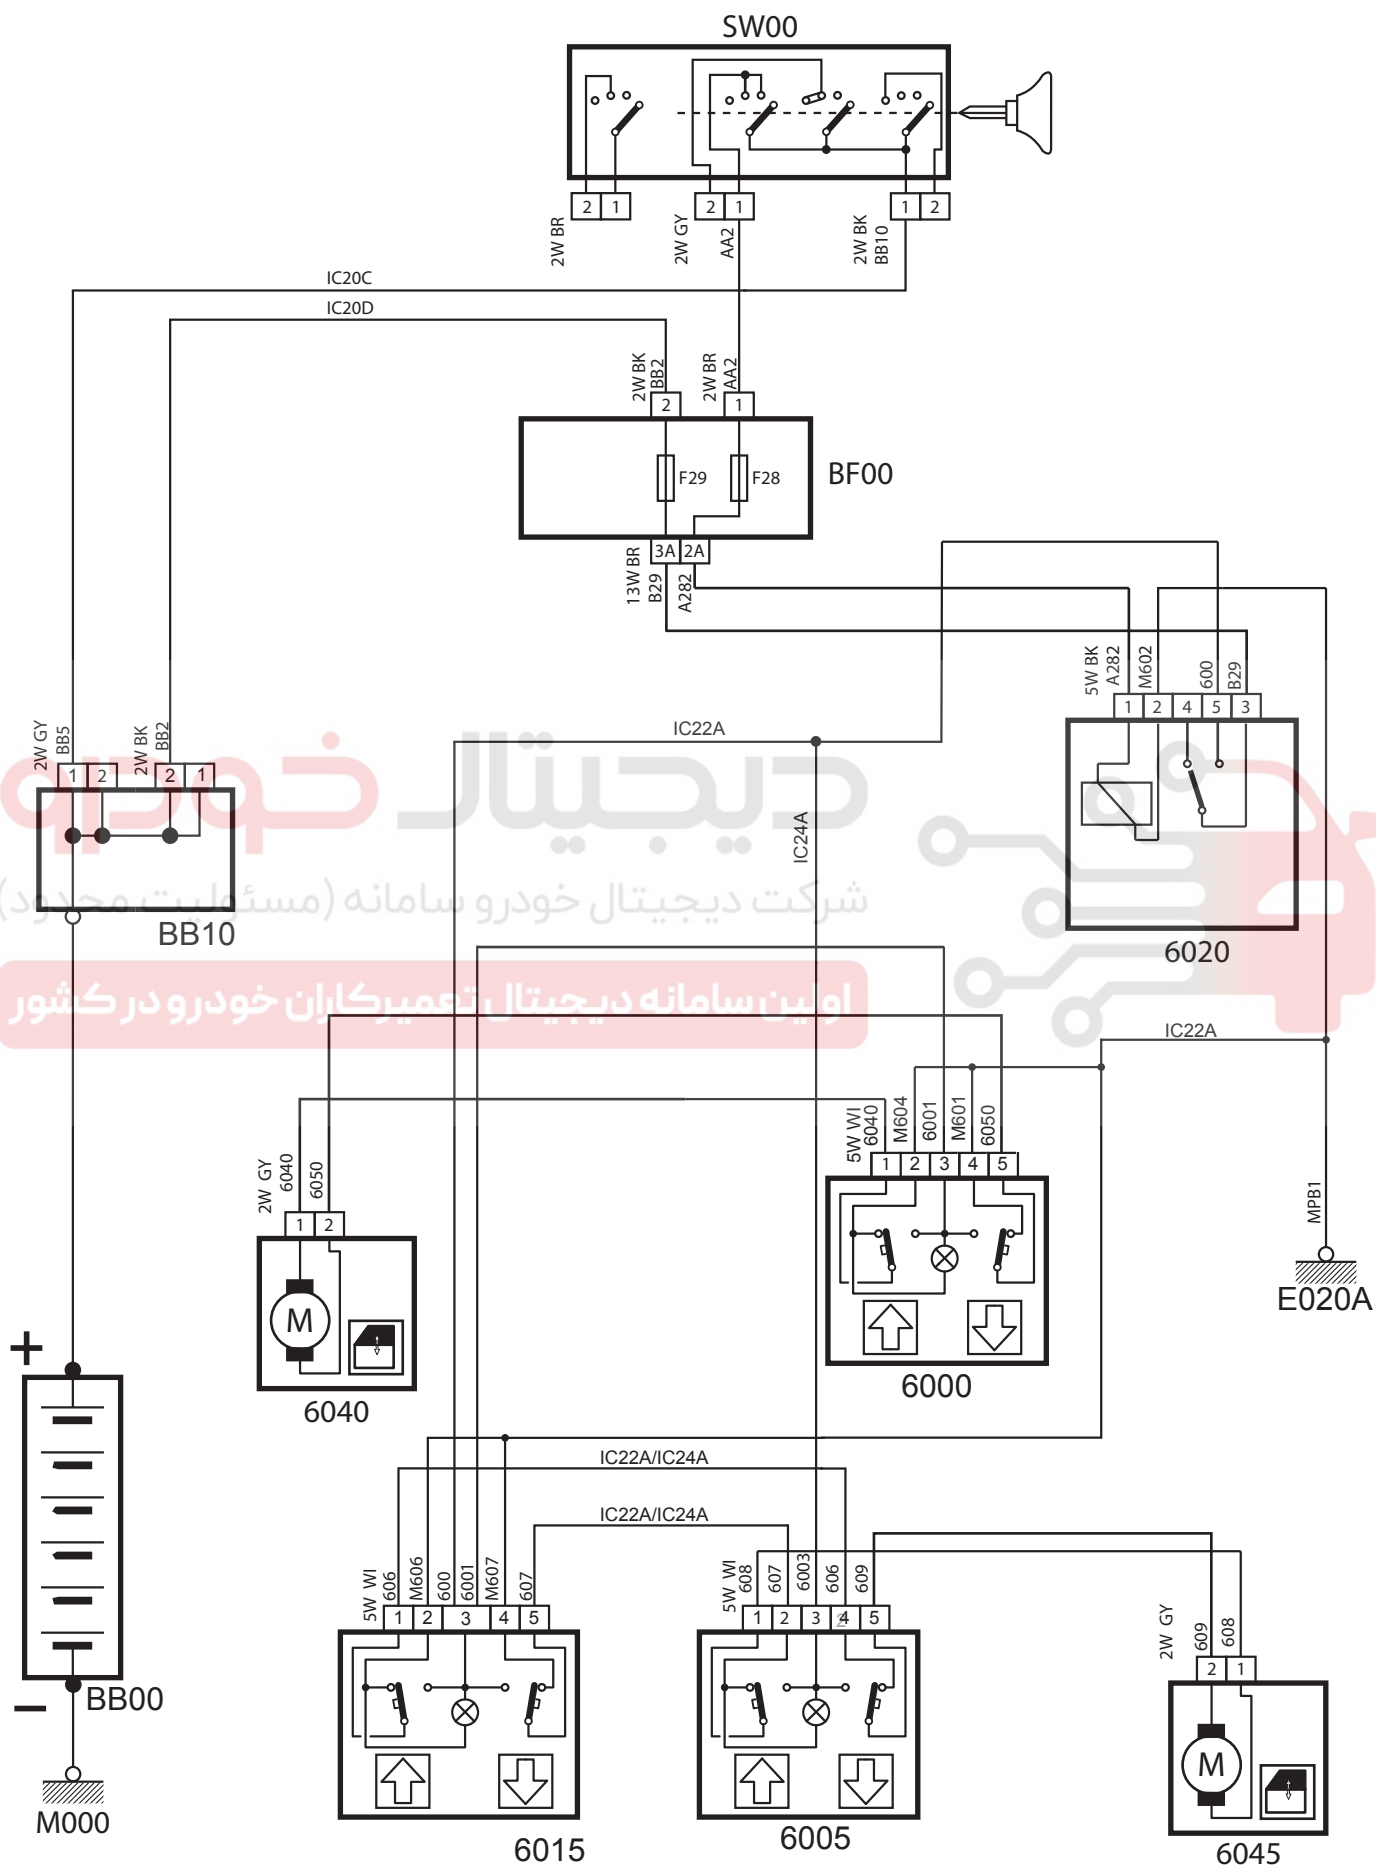 SW00
2 1 2 1 1 2
2W BR
2W GY
AA2
2W BK
BB10
IC20C
IC20D
2W BK
BB2
2W BR
AA2
2 1
F29 F28
BF00
3A 2A
13W BR
B29
A282
5W BK
A282
M602
600
B29
1 2 4 5 3
6020
2W GY
BB5
2W BK
BB2
1 2 2 1
BB10
IC22A
IC24A
دیجیتال خودرو
شرکت دیجیتال خودرو سامانه (مسئولیت محدود)
اولین سامانه دیجیتال تعمیرکاران خودرو در کشور
IC22A
5W WI
6040
M604
6001
M601
6050
1 2 3 4 5
6000
MPB1
E020A
2W GY
6040
6050
1 2
M
6040
+
BB00
−
M000
IC22A/IC24A
IC22A/IC24A
5W WI
606
M606
600
6001
M607
607
1 2 3 4 5
6015
5W WI
608
607
6003
606
609
1 2 3 4 5
2
6005
2W GY
609
608
2 1
M
6045